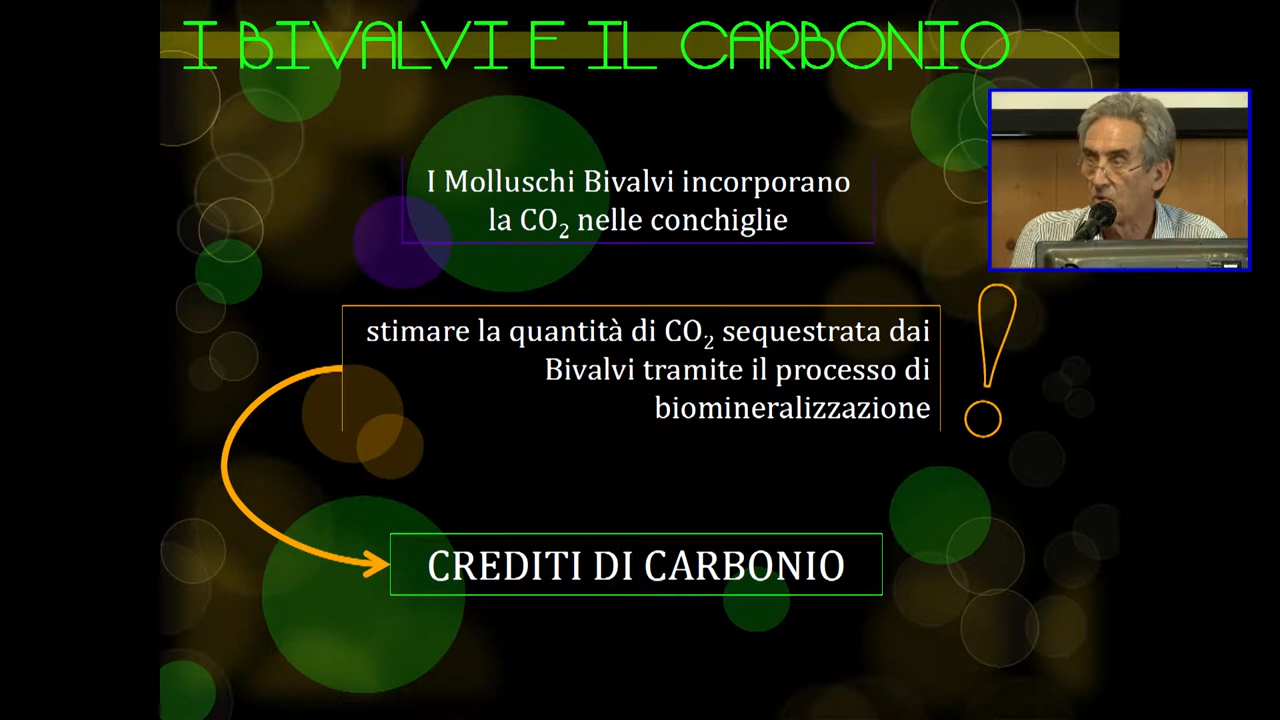 I BIVALVI E IL CARBONIO
I Molluschi Bivalvi incorporano
la CO₂ nelle conchiglie
stimare la quantità di CO₂ sequestrata dai
Bivalvi tramite il processo di
biomineralizzazione
!
CREDITI DI CARBONIO